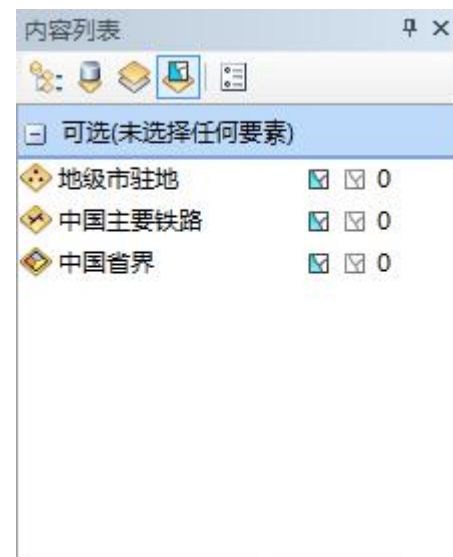 内容列表
可选(未选择任何要素)
地级市驻地 0
中国主要铁路 0
中国省界 0